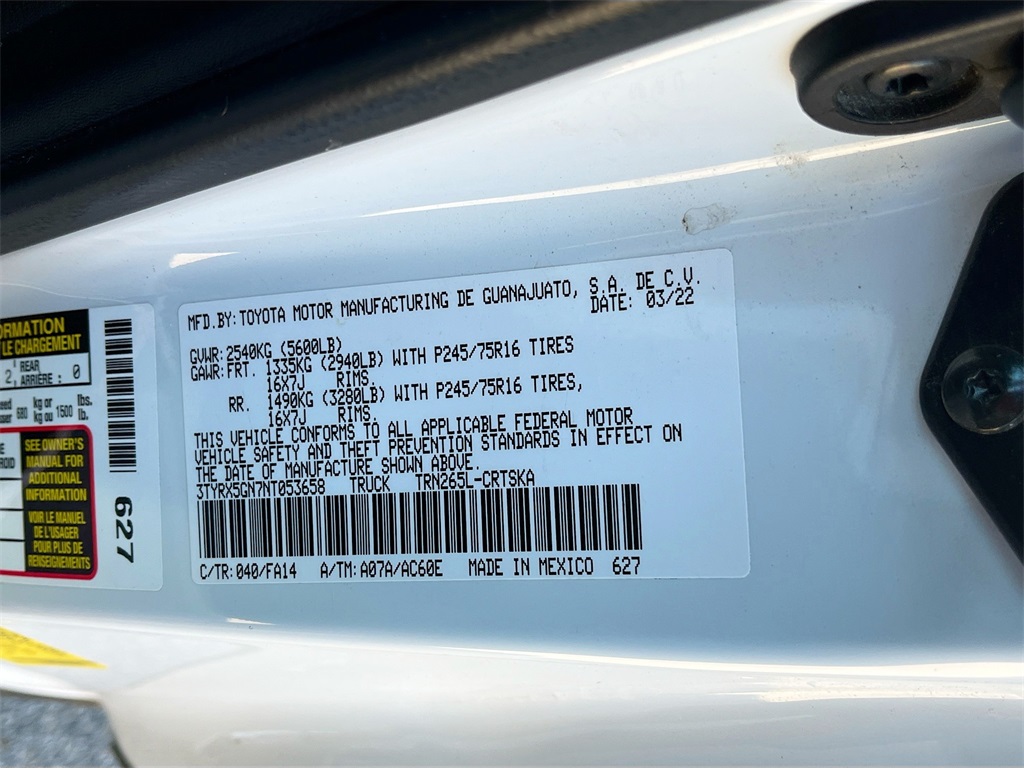 ORMATION
LE CHARGEMENT
2, REAR ARRIÈRE : 0
kg or lbs.
680 kg ou 1500 lb.
SEE OWNER'S
MANUAL FOR
ADDITIONAL
INFORMATION
VOIR LE MANUEL
DE L'USAGER
POUR PLUS DE
RENSEIGNEMENTS
627
MFD.BY:TOYOTA MOTOR MANUFACTURING DE GUANAJUATO, S.A. DE C.V.
DATE: 03/22
GVWR:2540KG (5600LB)
GAWR:FRT. 1335KG (2940LB) WITH P245/75R16 TIRES
16X7J RIMS.
RR. 1490KG (3280LB) WITH P245/75R16 TIRES,
16X7J RIMS.
THIS VEHICLE CONFORMS TO ALL APPLICABLE FEDERAL MOTOR
VEHICLE SAFETY AND THEFT PREVENTION STANDARDS IN EFFECT ON
THE DATE OF MANUFACTURE SHOWN ABOVE.
3TYRX5GN7NT053658 TRUCK TRN265L-CRTSKA
C/TR:040/FA14 A/TM:A07A/AC60E MADE IN MEXICO 627